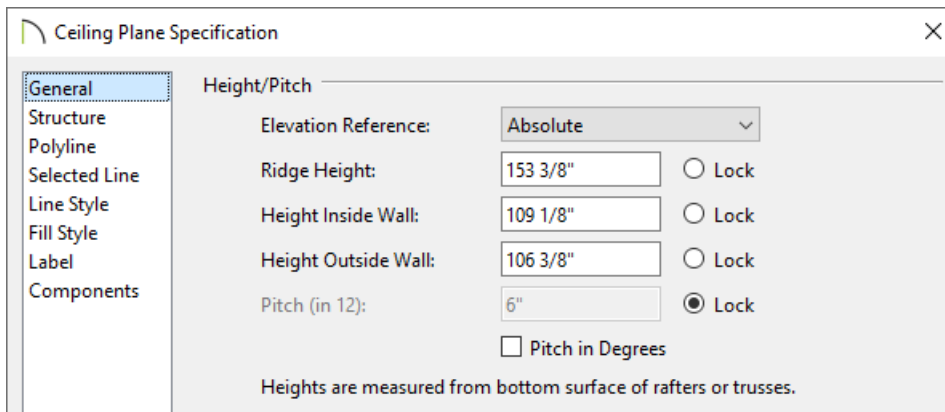 Ceiling Plane Specification
General
Structure
Polyline
Selected Line
Line Style
Fill Style
Label
Components
Height/Pitch
Elevation Reference: Absolute
Ridge Height: 153 3/8" Lock
Height Inside Wall: 109 1/8" Lock
Height Outside Wall: 106 3/8" Lock
Pitch (in 12): 6" Lock
Pitch in Degrees
Heights are measured from bottom surface of rafters or trusses.